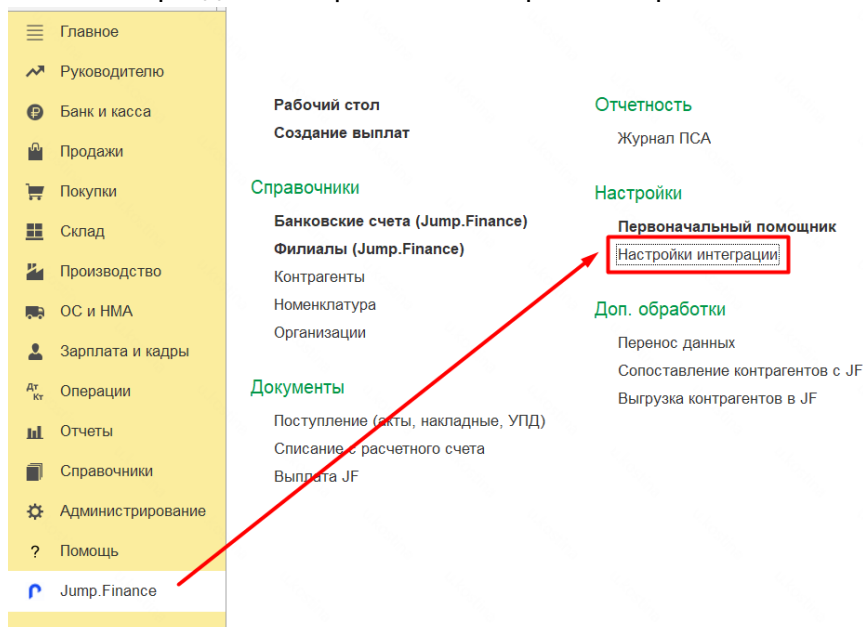 Главное
Руководителю
Банк и касса
Продажи
Покупки
Склад
Производство
ОС и НМА
Зарплата и кадры
Дт Кт Операции
Отчеты
Справочники
Администрирование
? Помощь
Jump.Finance
Рабочий стол
Создание выплат
Справочники
Банковские счета (Jump.Finance)
Филиалы (Jump.Finance)
Контрагенты
Номенклатура
Организации
Документы
Поступление (акты, накладные, УПД)
Списание с расчетного счета
Выплата JF
Отчетность
Журнал ПСА
Настройки
Первоначальный помощник
Настройки интеграции
Доп. обработки
Перенос данных
Сопоставление контрагентов с JF
Выгрузка контрагентов в JF